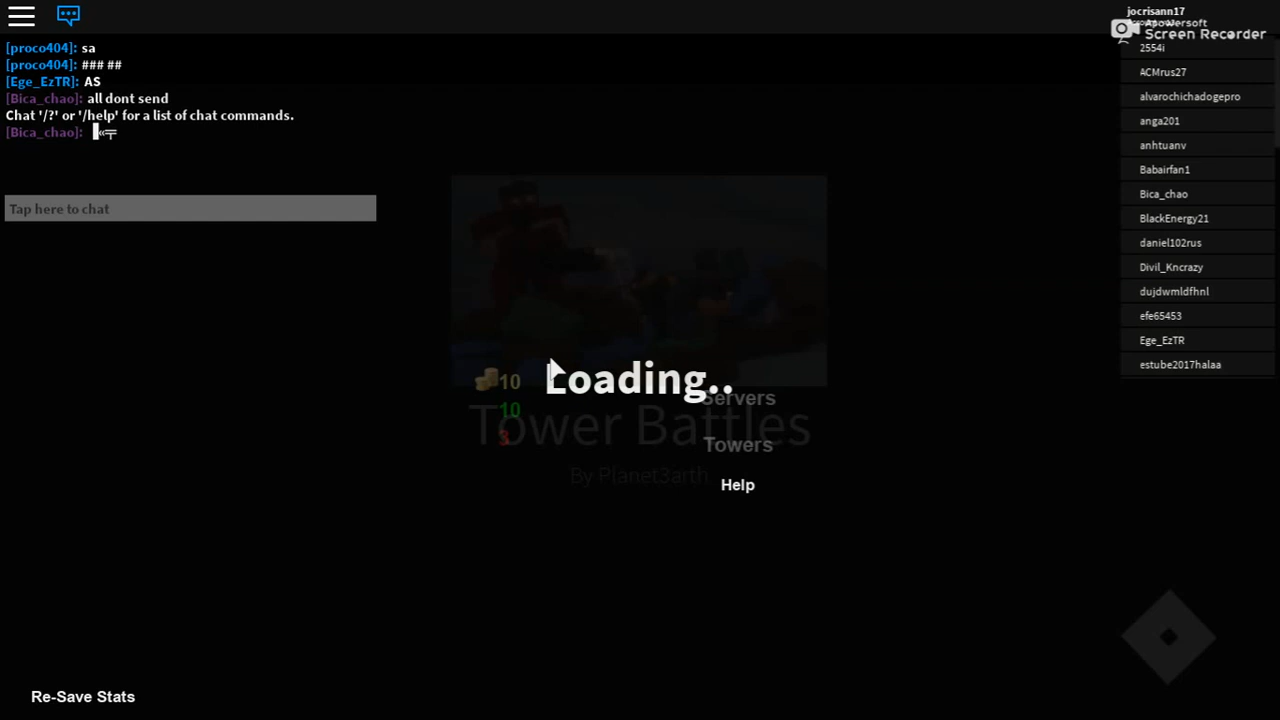 jocrisann17
Apowersoft
Screen Recorder
[proco404]: sa
[proco404]: ### ##
[Ege_EzTR]: AS
[Bica_chao]: all dont send
Chat '/?' or '/help' for a list of chat commands.
[Bica_chao]:
Tap here to chat
2554i
ACMrus27
alvarochichadogepro
anga201
anhtuanv
Babairfan1
Bica_chao
BlackEnergy21
daniel102rus
Divil_Kncrazy
dujdwmldfhnl
efe65453
Ege_EzTR
estube2017halaa
Loading..
10
10
3
Servers
Tower Battles
Towers
By Planet3arth
Help
Re-Save Stats